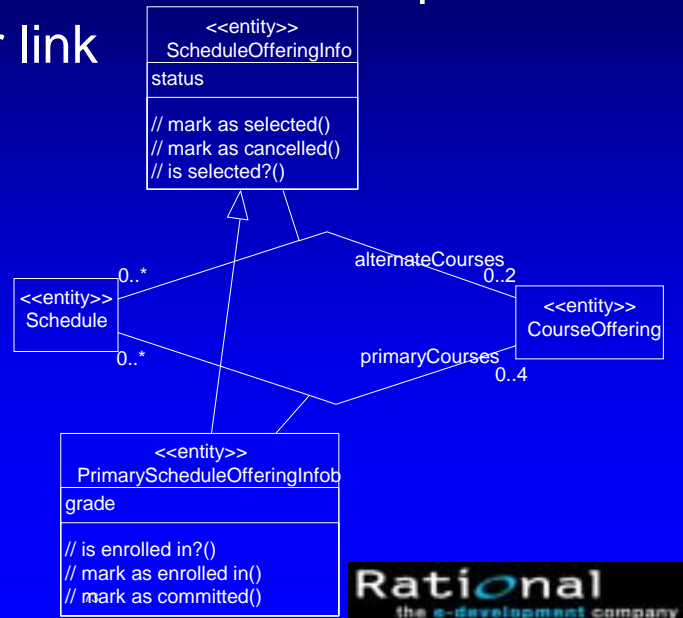 link
<<entity>>
ScheduleOfferingInfo
status
// mark as selected()
// mark as cancelled()
// is selected?()
alternateCourses
0..*
0..2
<<entity>>
Schedule
<<entity>>
CourseOffering
0..*
primaryCourses
0..4
<<entity>>
PrimaryScheduleOfferingInfob
grade
// is enrolled in?()
// mark as enrolled in()
// mark as committed()
Rational
the e-development company